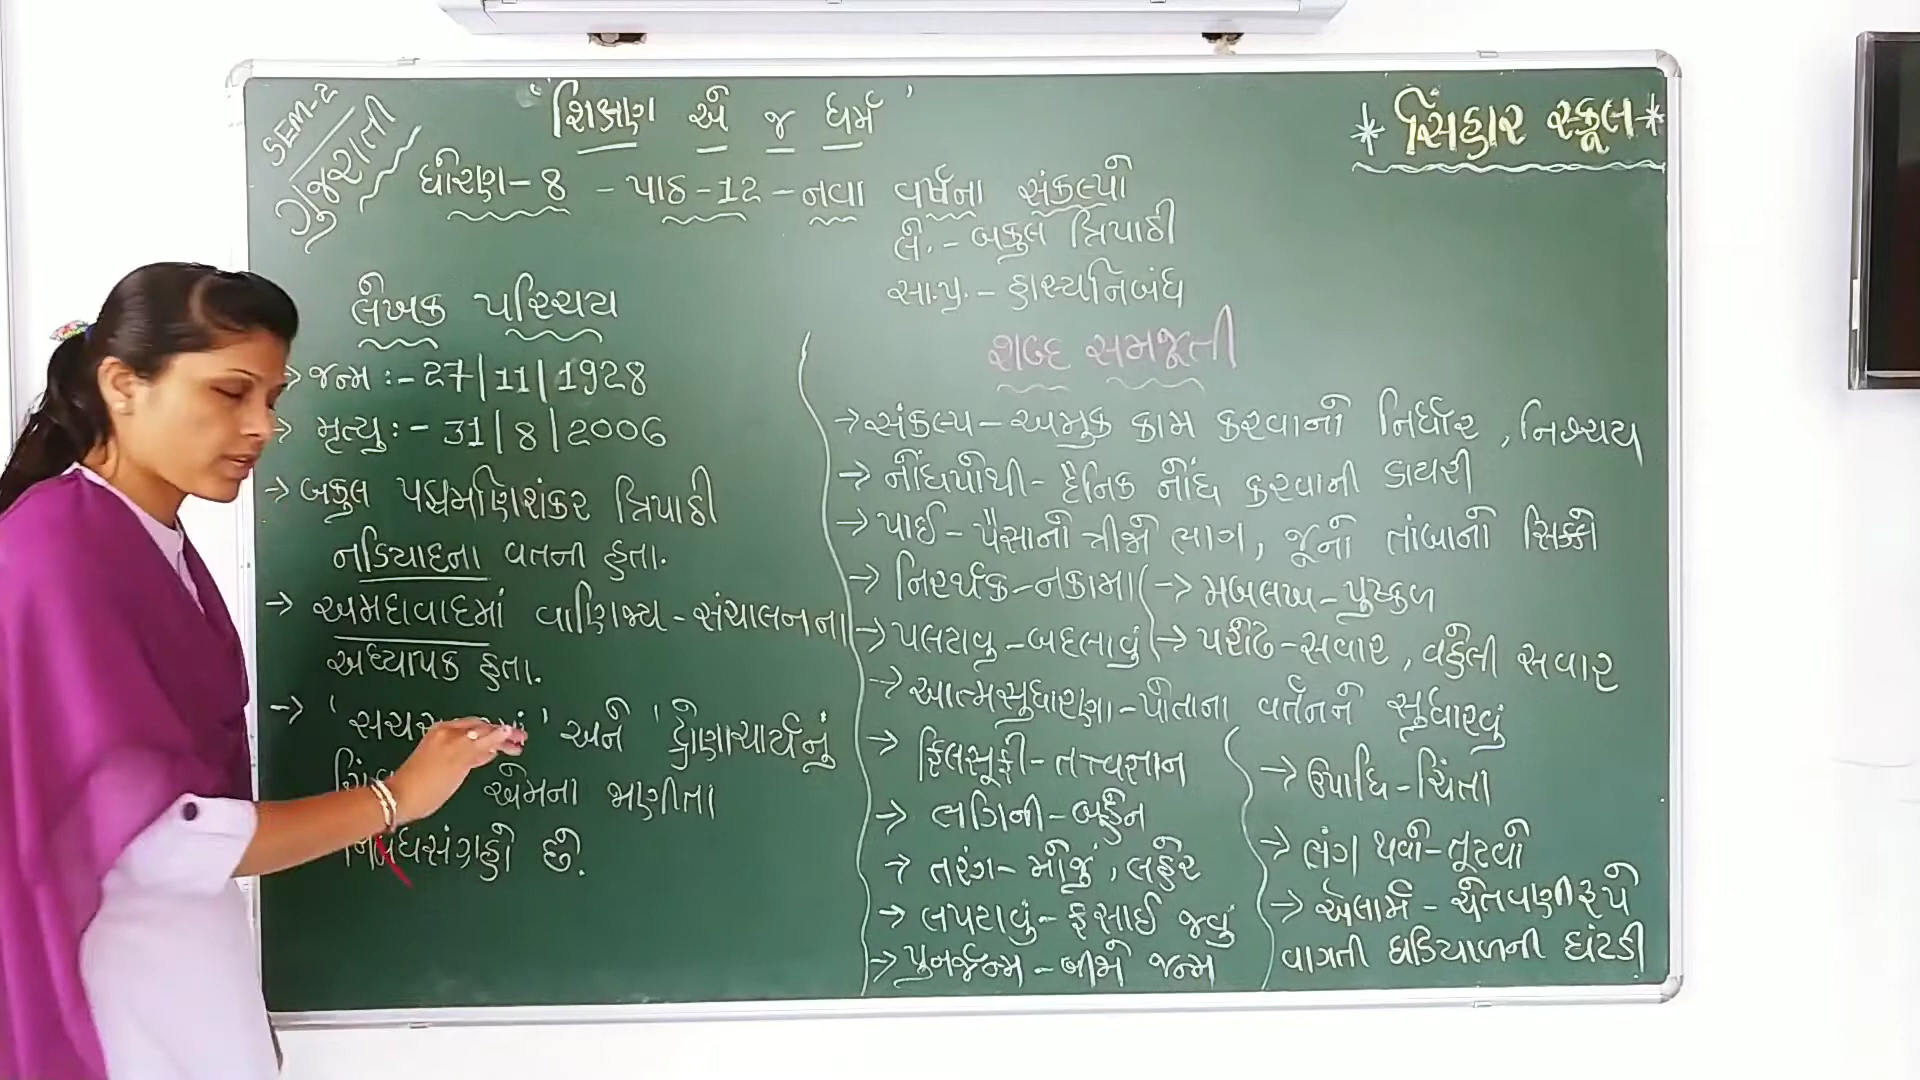 SEM-2
ગુજરાતી
'શિક્ષણ એ જ ધર્મ'
* સિંહાર સ્કૂલ *
ધોરણ-8 - પાઠ-12 - નવા વર્ષના સંકલ્પો
લે. - બકુલ ત્રિપાઠી
સા.પ્ર. - હાસ્યનિબંધ
લેખક પરિચય
→ જન્મ :- 27/11/1928
→ મૃત્યુ :- 31/8/2006
→ બકુલ પદ્મમણિશંકર ત્રિપાઠી
નડિયાદના વતની હતા.
→ અમદાવાદમાં વાણિજ્ય-સંચાલનના
અધ્યાપક હતા.
→ ' અને 'દ્રોણાચાર્યનું
એમના ભાણીતા
નિબંધસંગ્રહો છે.
શબ્દ સમજૂતી
→ સંકલ્પ - અમુક કામ કરવાનો નિર્ધાર, નિશ્ચય
→ નોંધપોથી - દૈનિક નોંધ કરવાની ડાયરી
→ પાઈ - પૈસાનો ત્રીજો ભાગ, જૂનો તાંબાનો સિક્કો
→ નિરર્થક - નકામા
→ મબલખ - પુષ્કળ
→ પલટાવુ - બદલાવું
→ પરોઢ - સવાર, વહેલી સવાર
→ આત્મસુધારણા - પોતાના વર્તનને સુધારવું
→ ફિલસૂફી - તત્ત્વજ્ઞાન
→ ભગિની - બહેન
→ તરંગ - મોજું, લહેર
→ લપટાવું - ફસાઈ જવું
→ પુનર્જન્મ - બીજો જન્મ
→ ઉપાધિ - ચિંતા
→ ભંગ થવો - તૂટવો
→ એલાર્મ - ચેતવણીરૂપે
વાગતી ઘડિયાળની ઘંટડી